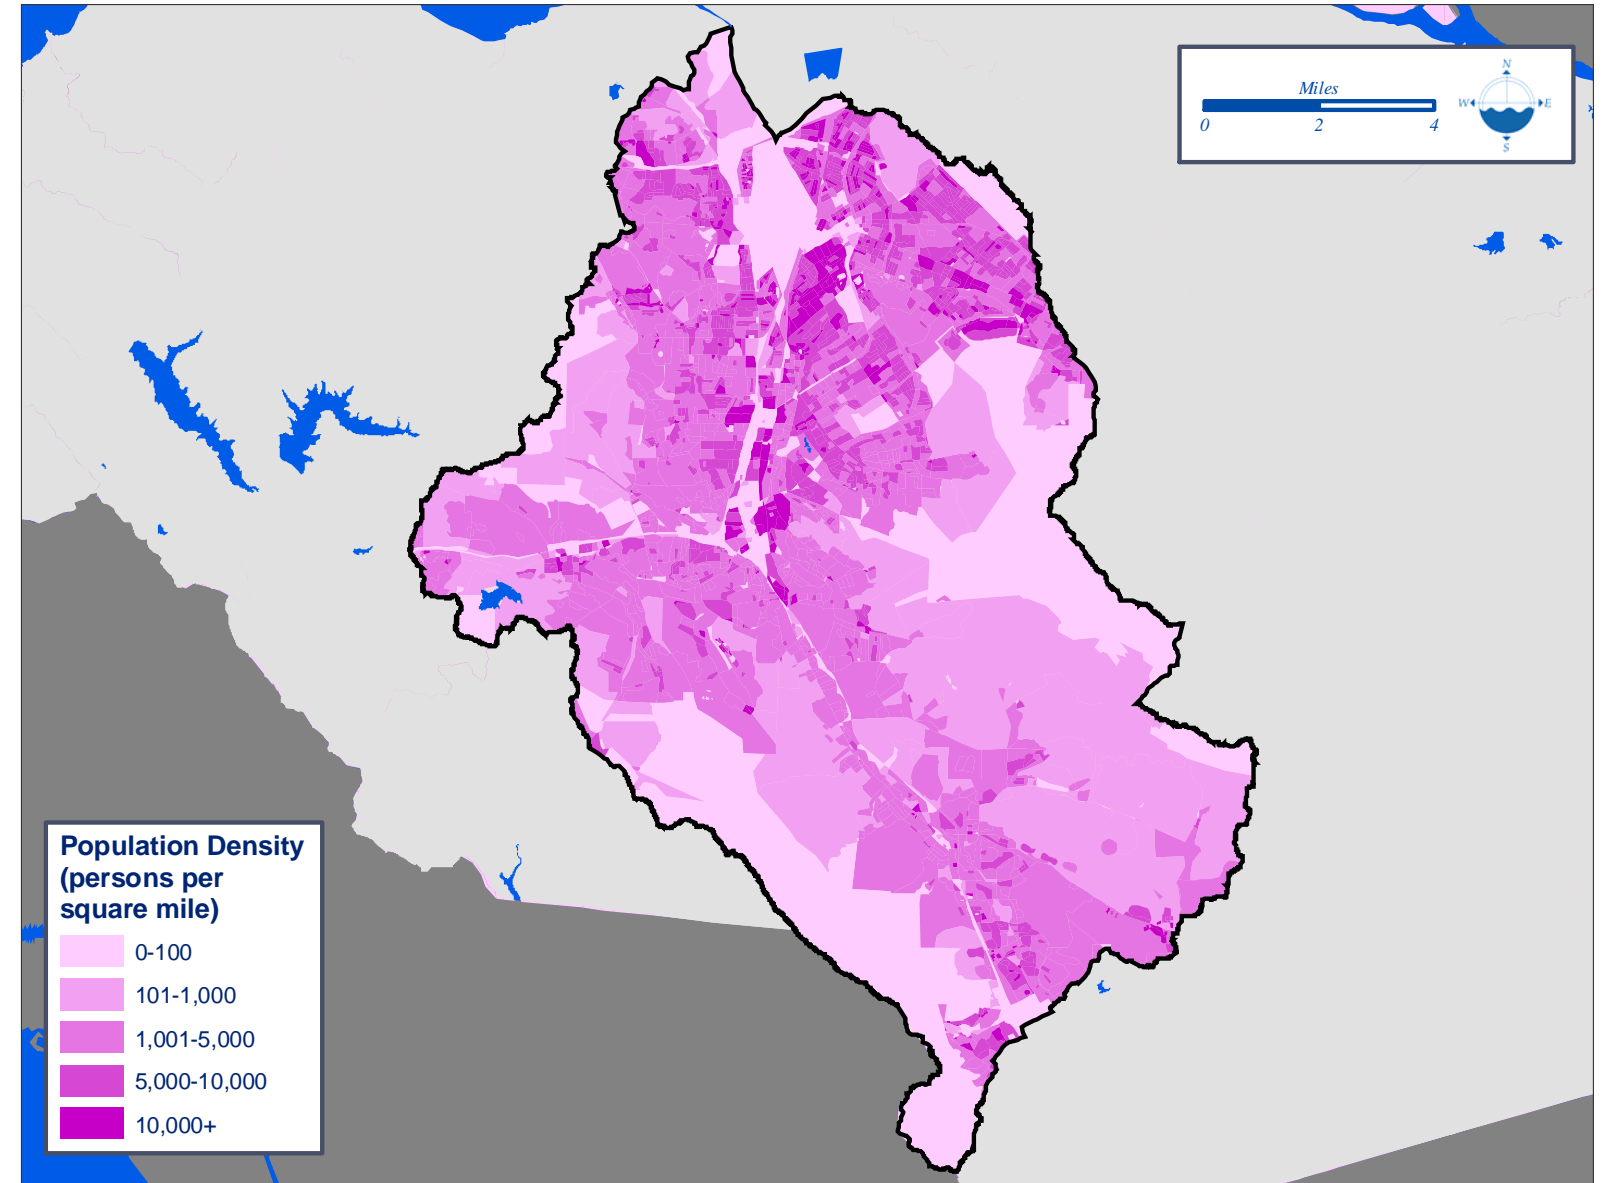 N
Miles
W E
0 2 4
S
Population Density
(persons per
square mile)
0-100
101-1,000
1,001-5,000
5,000-10,000
10,000+